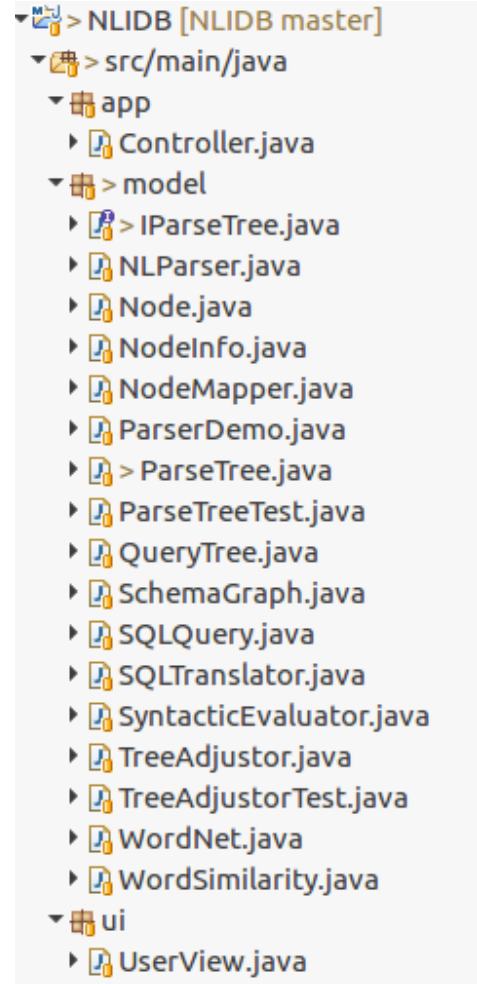 > NLIDB [NLIDB master]
> src/main/java
app
Controller.java
> model
> IParseTree.java
NLParser.java
Node.java
NodeInfo.java
NodeMapper.java
ParserDemo.java
> ParseTree.java
ParseTreeTest.java
QueryTree.java
SchemaGraph.java
SQLQuery.java
SQLTranslator.java
SyntacticEvaluator.java
TreeAdjustor.java
TreeAdjustorTest.java
WordNet.java
WordSimilarity.java
ui
UserView.java